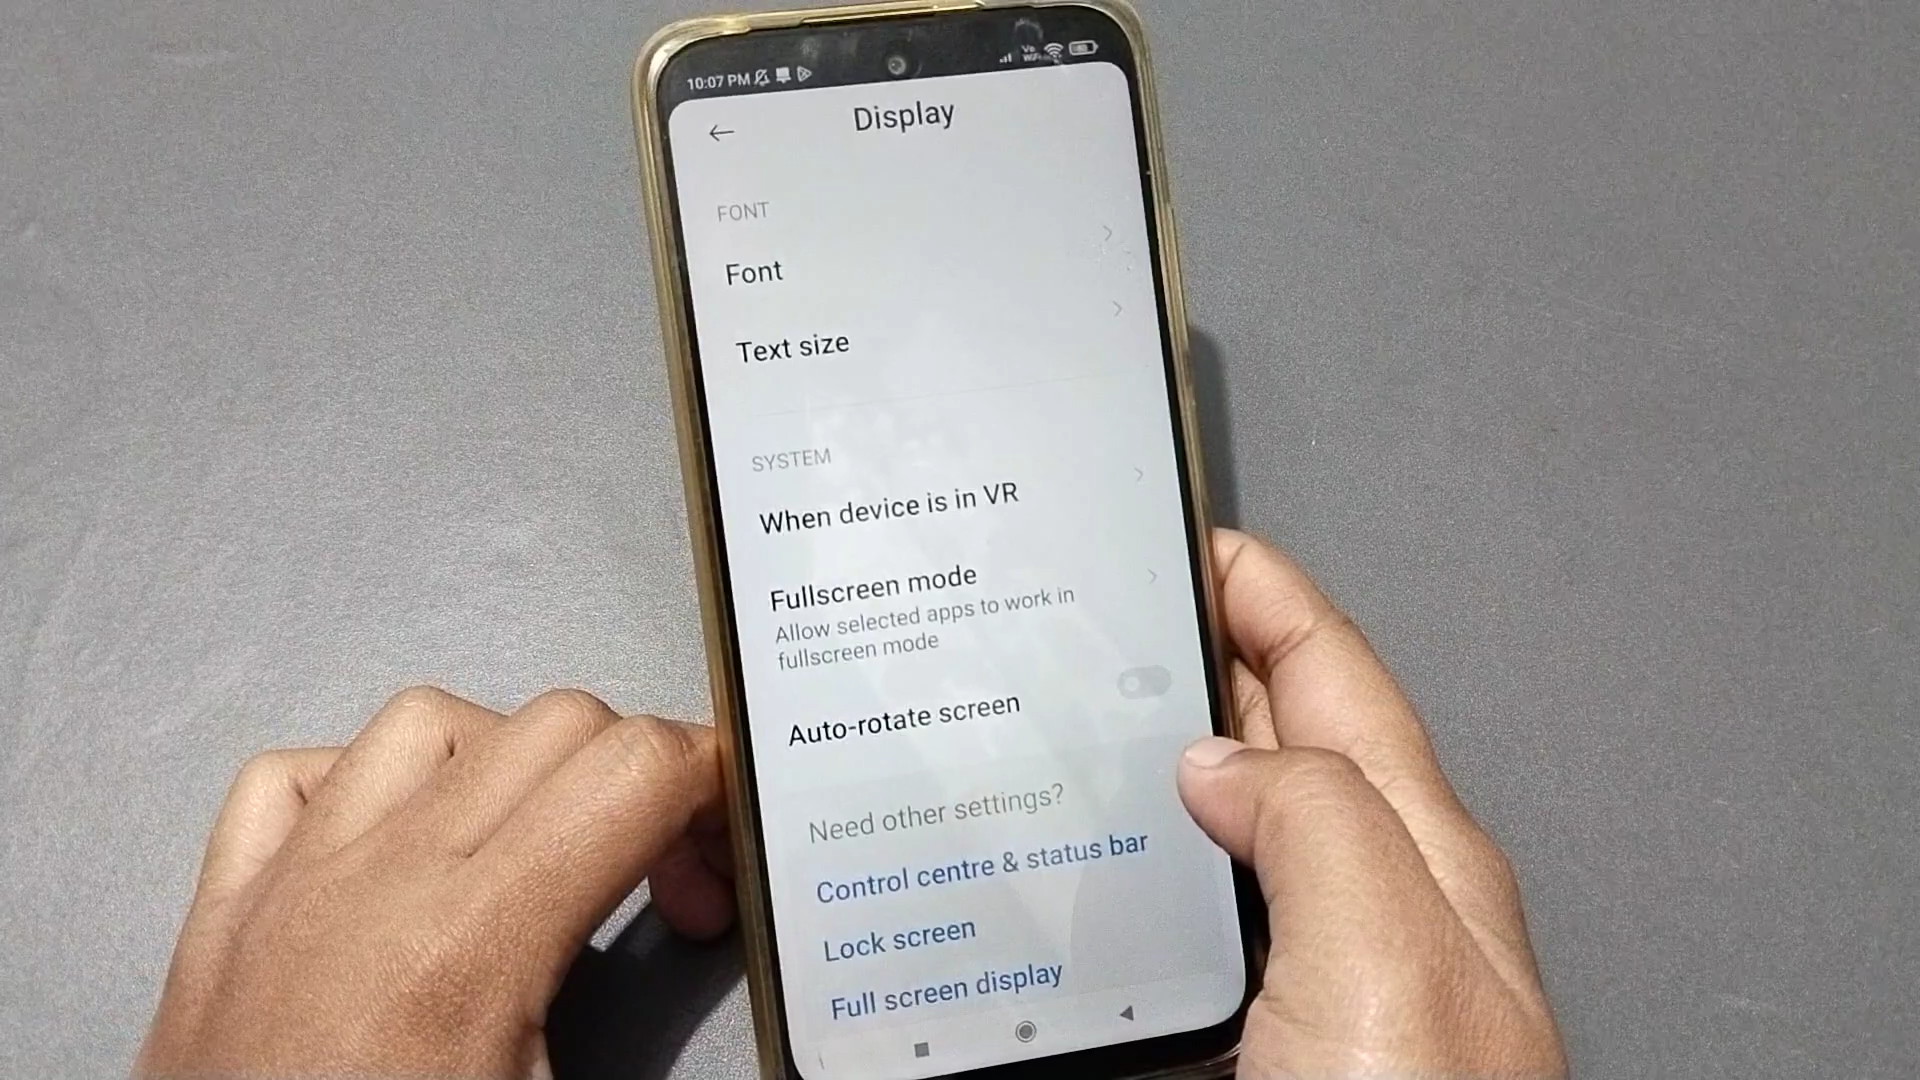 10:07 PM
Vo
WiFi
Display
FONT
Font
Text size
SYSTEM
When device is in VR
Fullscreen mode
Allow selected apps to work in
fullscreen mode
Auto-rotate screen
Need other settings?
Control centre & status bar
Lock screen
Full screen display